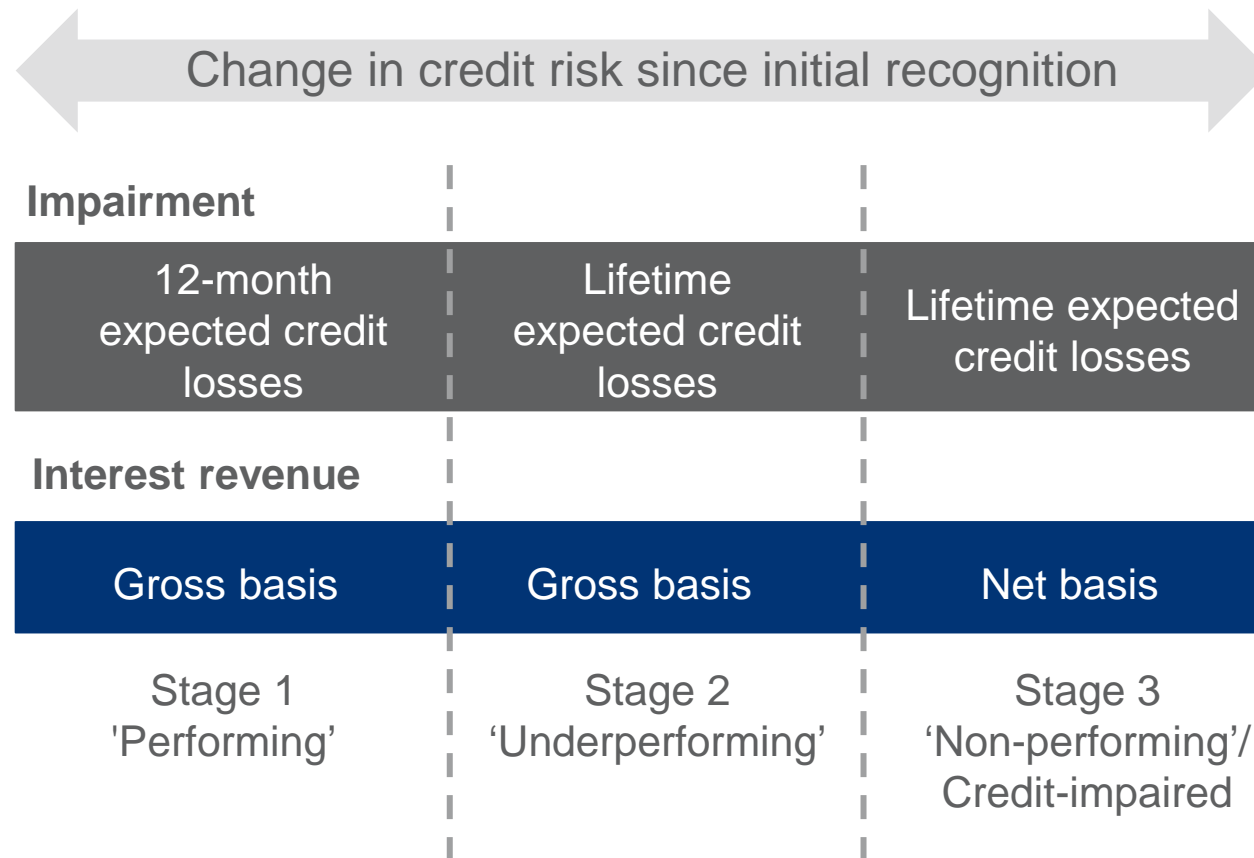 Change in credit risk since initial recognition
Impairment
12-month
expected credit
losses
Lifetime
expected credit
losses
Lifetime expected
credit losses
Interest revenue
Gross basis
Gross basis
Net basis
Stage 1
'Performing’
Stage 2
‘Underperforming’
Stage 3
‘Non-performing’/
Credit-impaired